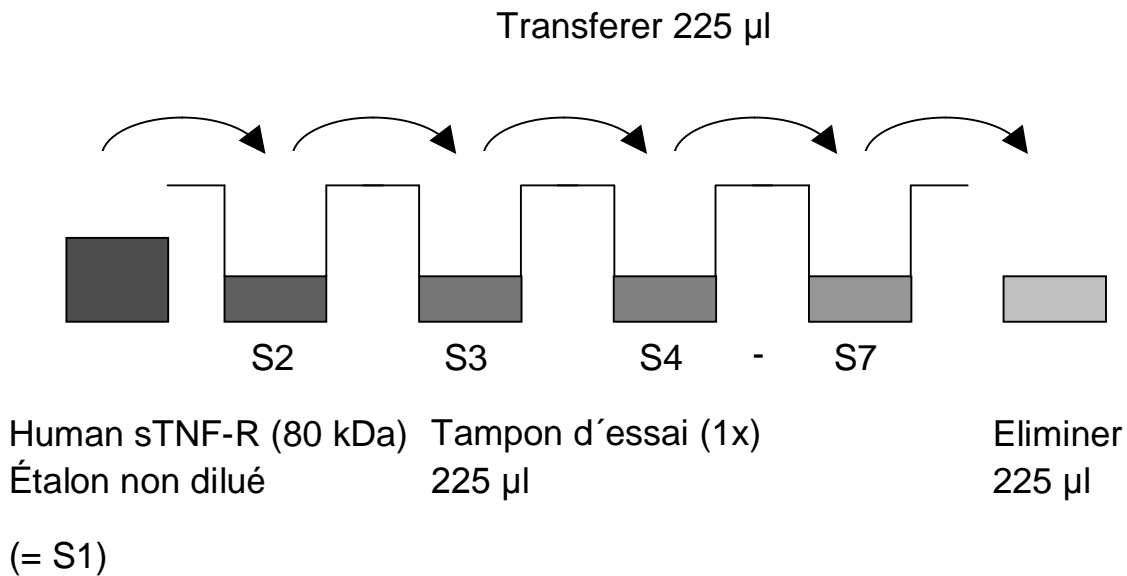 Transferer 225 µl
S2 S3 S4 - S7
Human sTNF-R (80 kDa) Tampon d´essai (1x) Eliminer
Étalon non dilué 225 µl 225 µl
(= S1)